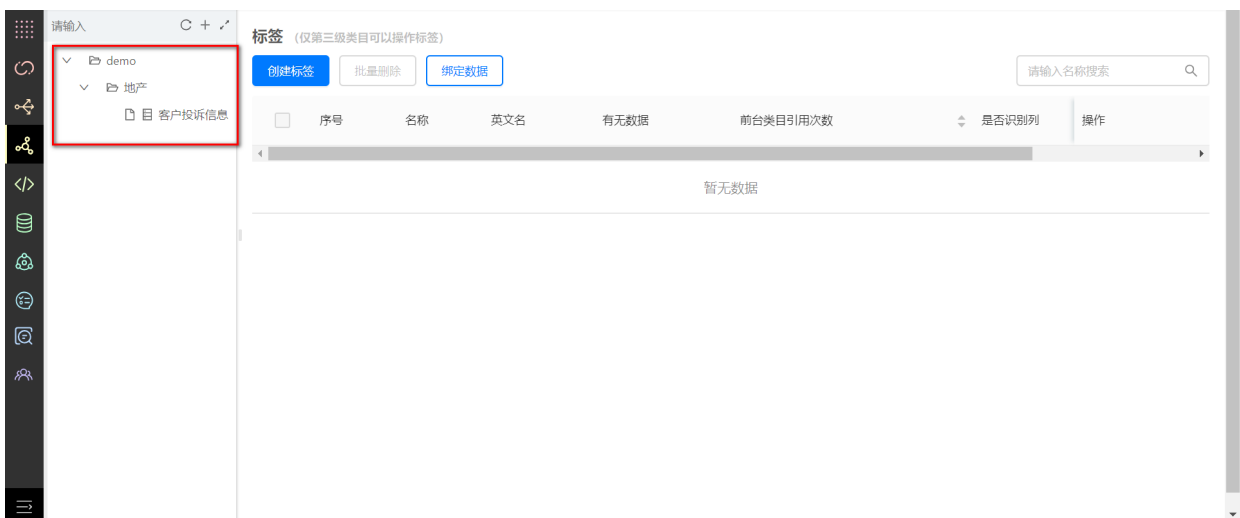 请输入
demo
地产
客户投诉信息
标签 (仅第三级类目可以操作标签)
创建标签 批量删除 绑定数据 请输入名称搜索
序号 名称 英文名 有无数据 前台类目引用次数 是否识别列 操作
暂无数据